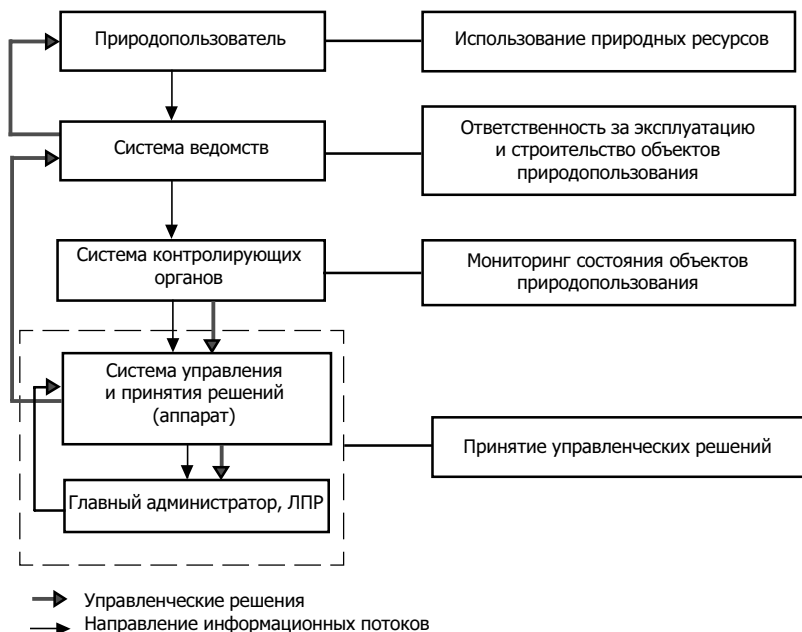 Природопользователь
Использование природных ресурсов
Система ведомств
Ответственность за эксплуатацию
и строительство объектов
природопользования
Система контролирующих
органов
Мониторинг состояния объектов
природопользования
Система управления
и принятия решений
(аппарат)
Принятие управленческих решений
Главный администратор, ЛПР
Управленческие решения
Направление информационных потоков